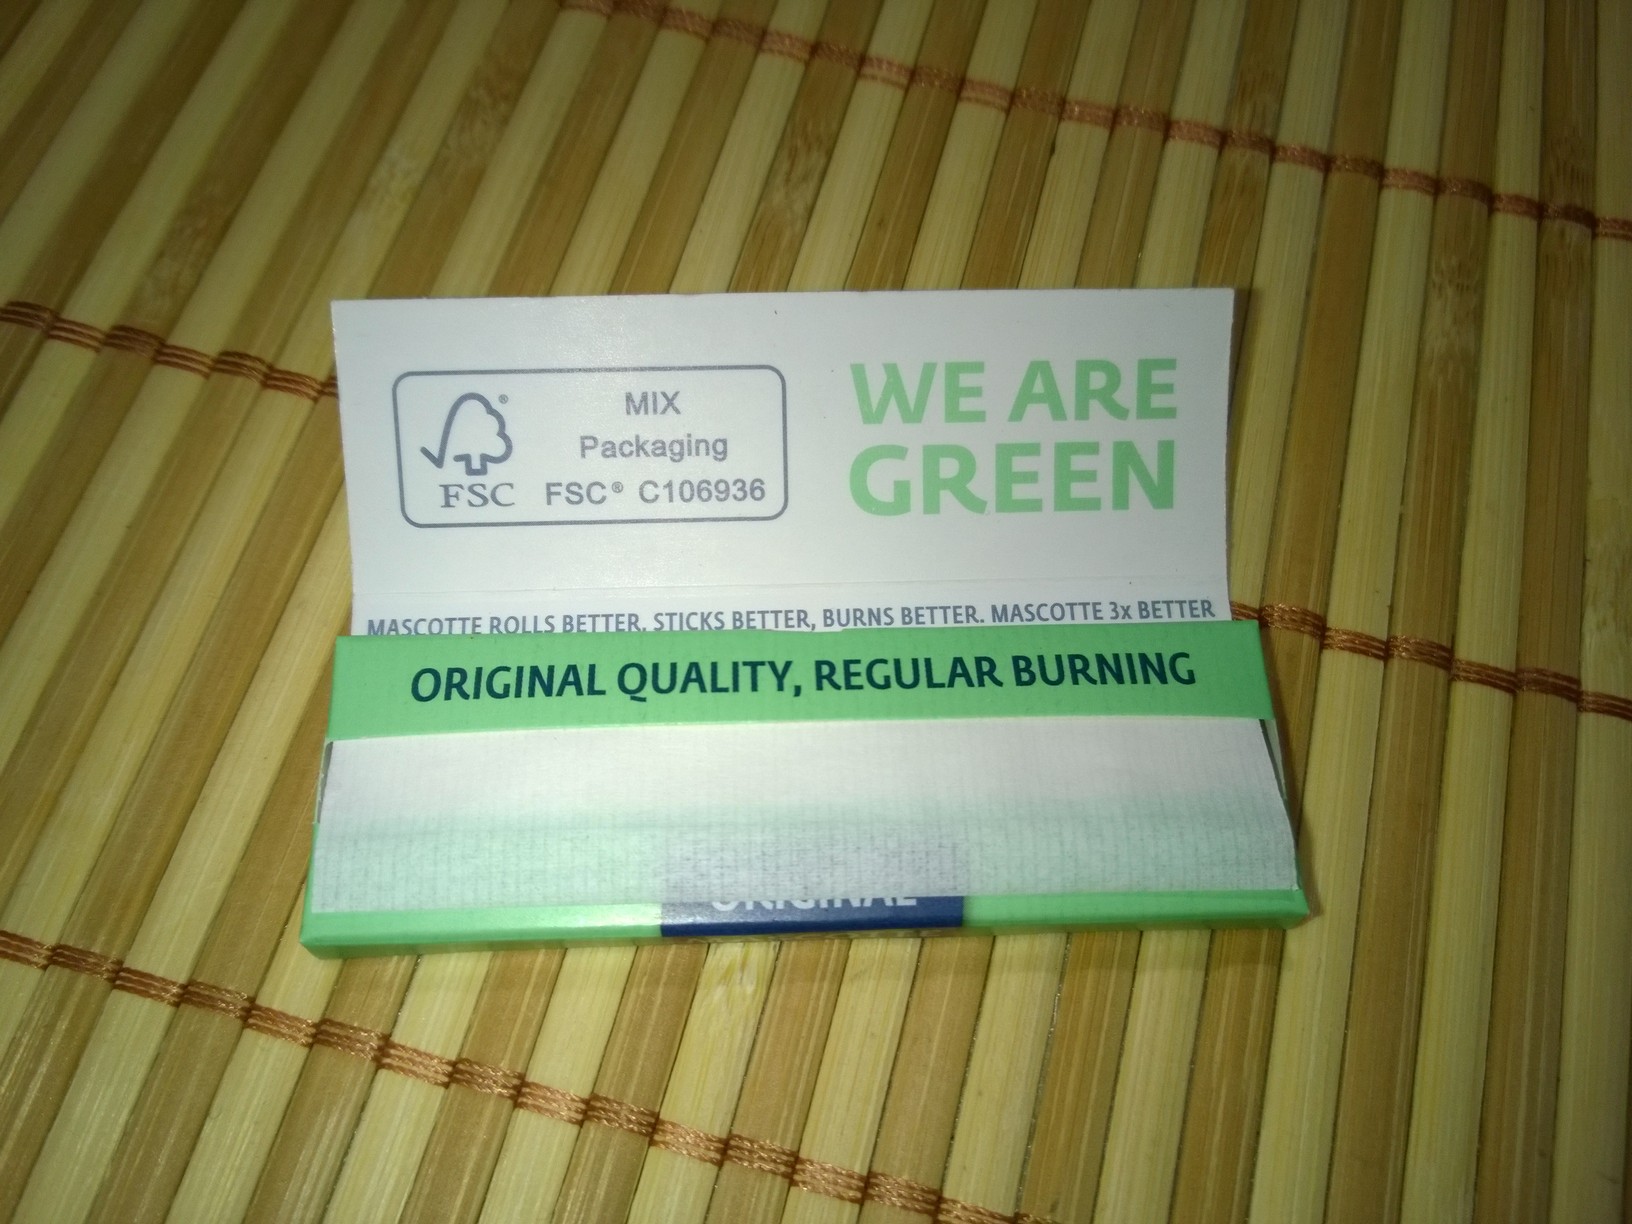 MIX
Packaging
FSC® C106936
FSC
WE ARE
GREEN
MASCOTTE ROLLS BETTER, STICKS BETTER, BURNS BETTER. MASCOTTE 3x BETTER
ORIGINAL QUALITY, REGULAR BURNING
ORIGINAL